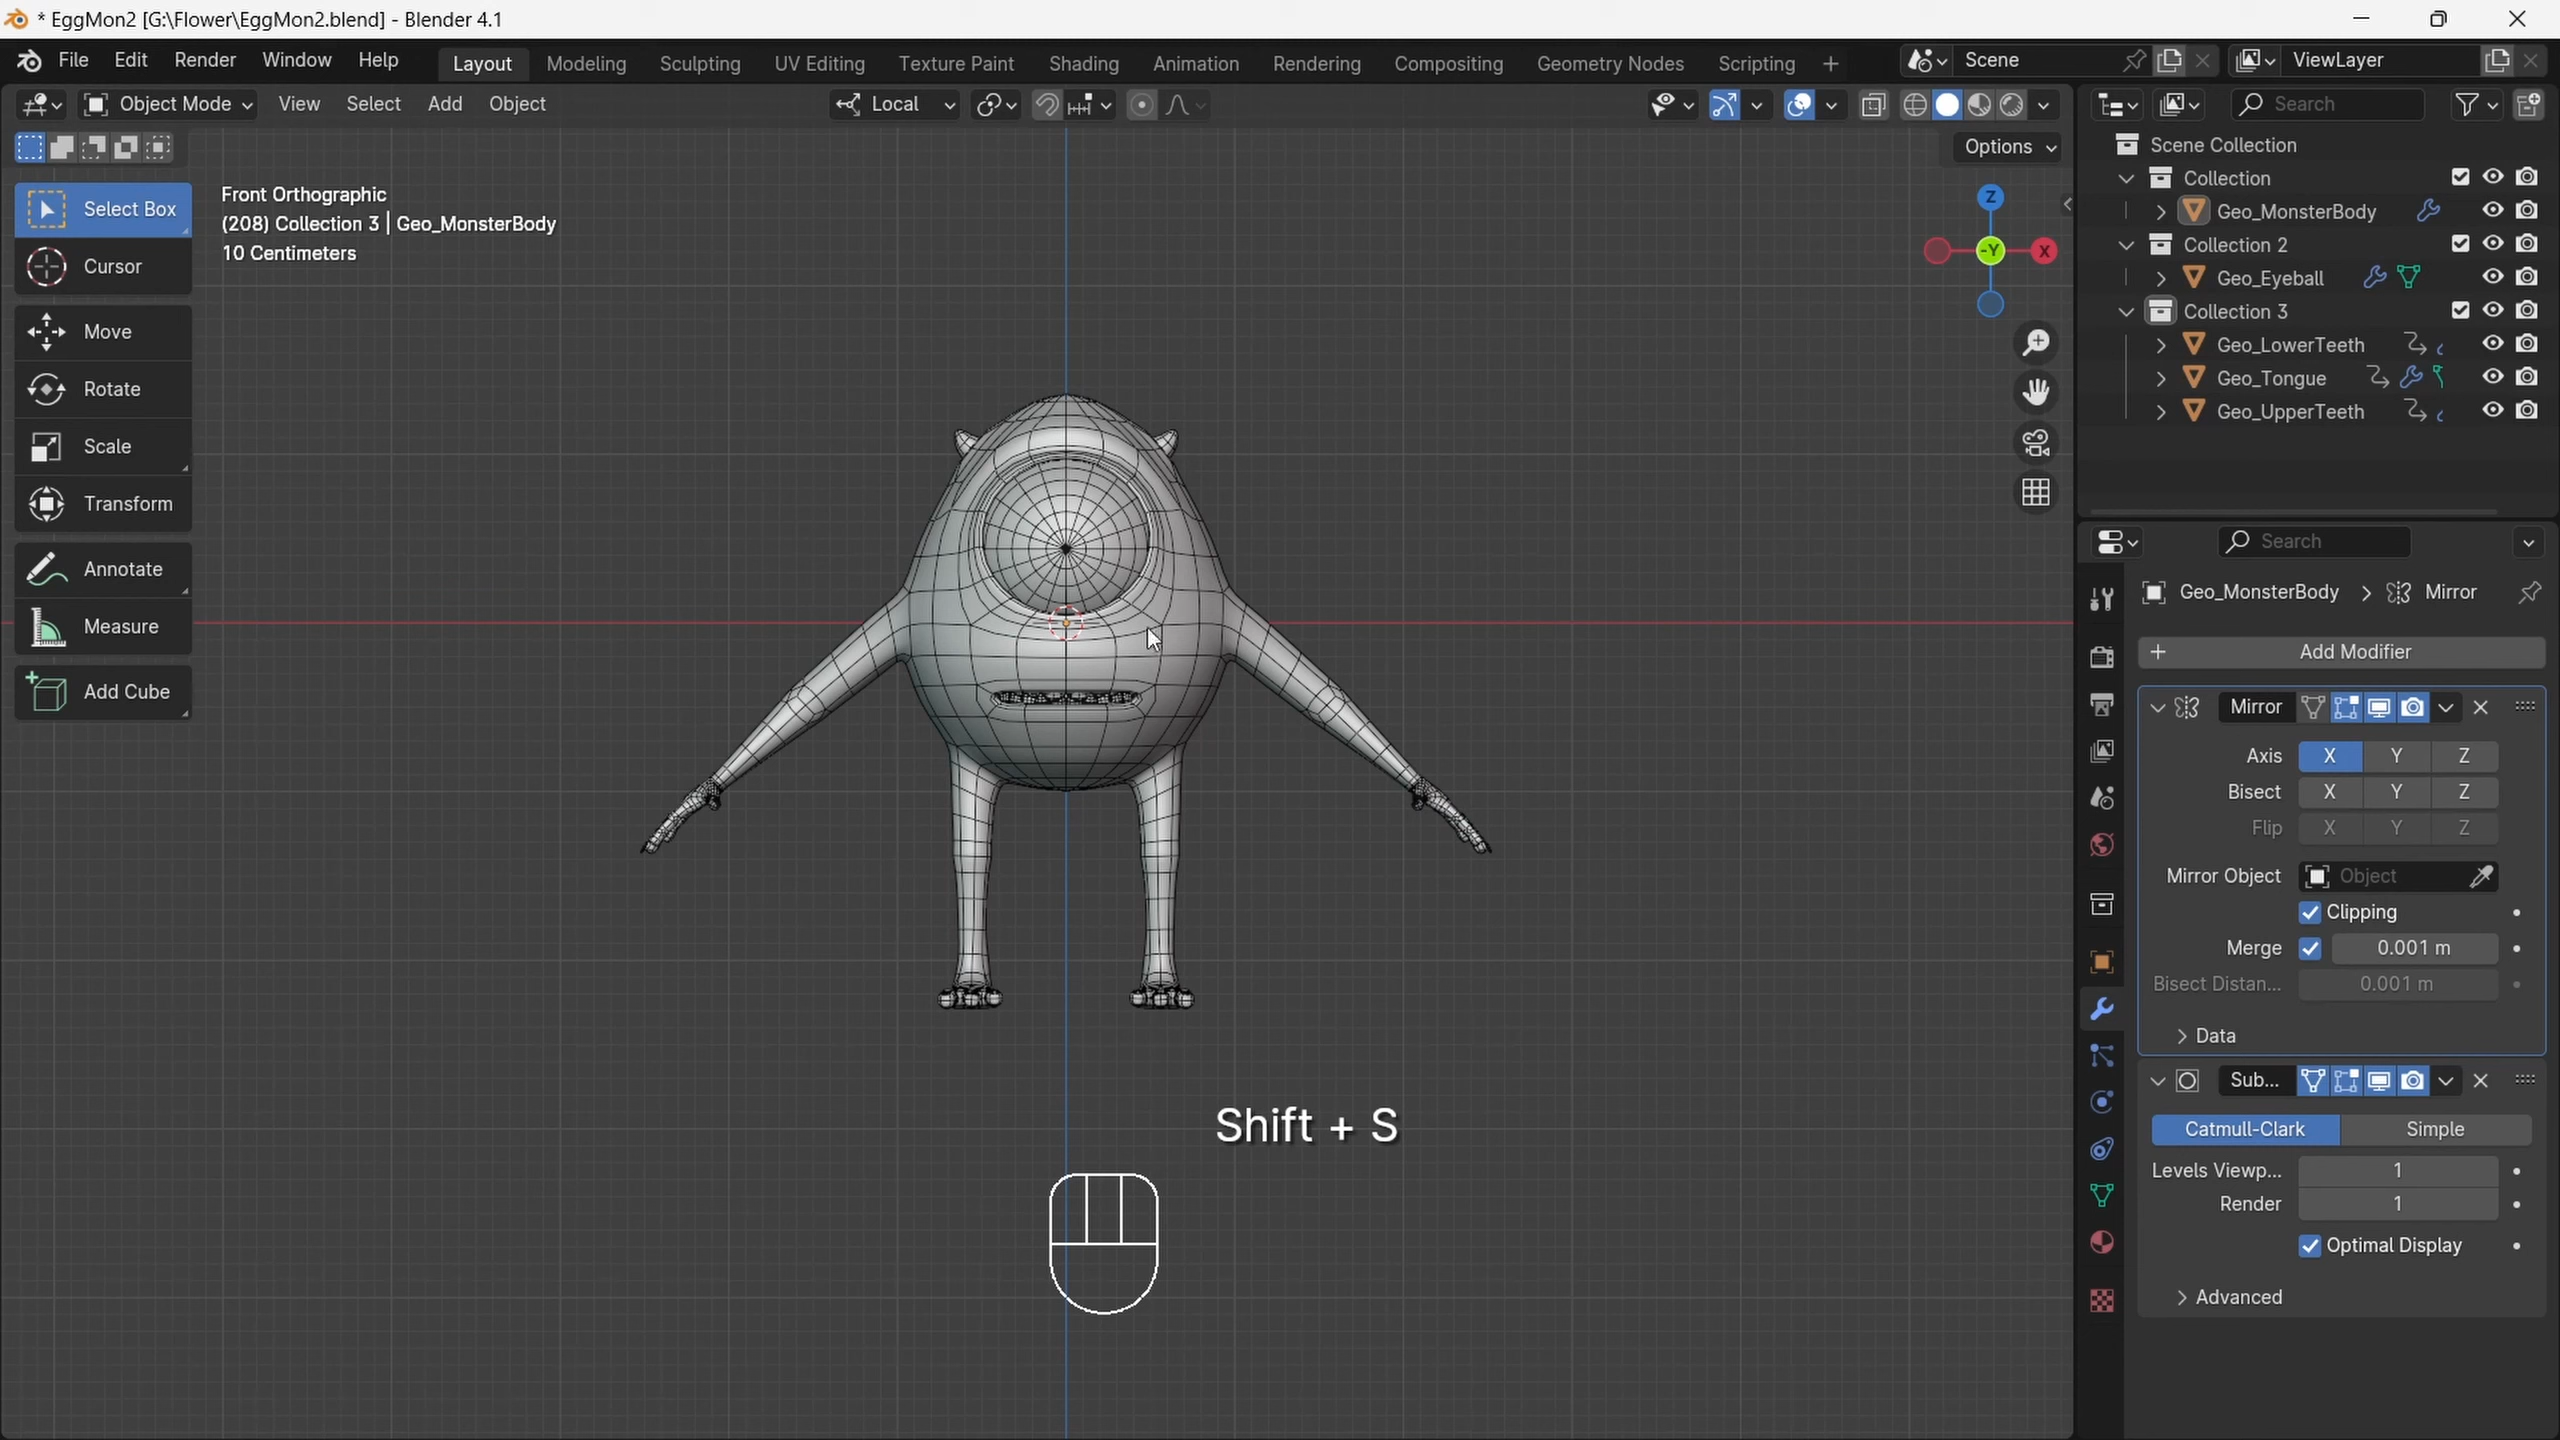 * EggMon2 [G:\Flower\EggMon2.blend] - Blender 4.1
File Edit Render Window Help
Layout Modeling Sculpting UV Editing Texture Paint Shading Animation Rendering Compositing Geometry Nodes Scripting +
Scene
ViewLayer
Object Mode View Select Add Object
Local
Search
Options
Select Box
Cursor
Move
Rotate
Scale
Transform
Annotate
Measure
Add Cube
Front Orthographic
(208) Collection 3 | Geo_MonsterBody
10 Centimeters
Z
-Y
X
Shift + S
Scene Collection
Collection
Geo_MonsterBody
Collection 2
Geo_Eyeball
Collection 3
Geo_LowerTeeth
Geo_Tongue
Geo_UpperTeeth
Search
Geo_MonsterBody > Mirror
+ Add Modifier
Mirror
Axis X Y Z
Bisect X Y Z
Flip X Y Z
Mirror Object Object
Clipping
Merge 0.001 m
Bisect Distan... 0.001 m
Data
Sub...
Catmull-Clark Simple
Levels Viewp... 1
Render 1
Optimal Display
Advanced